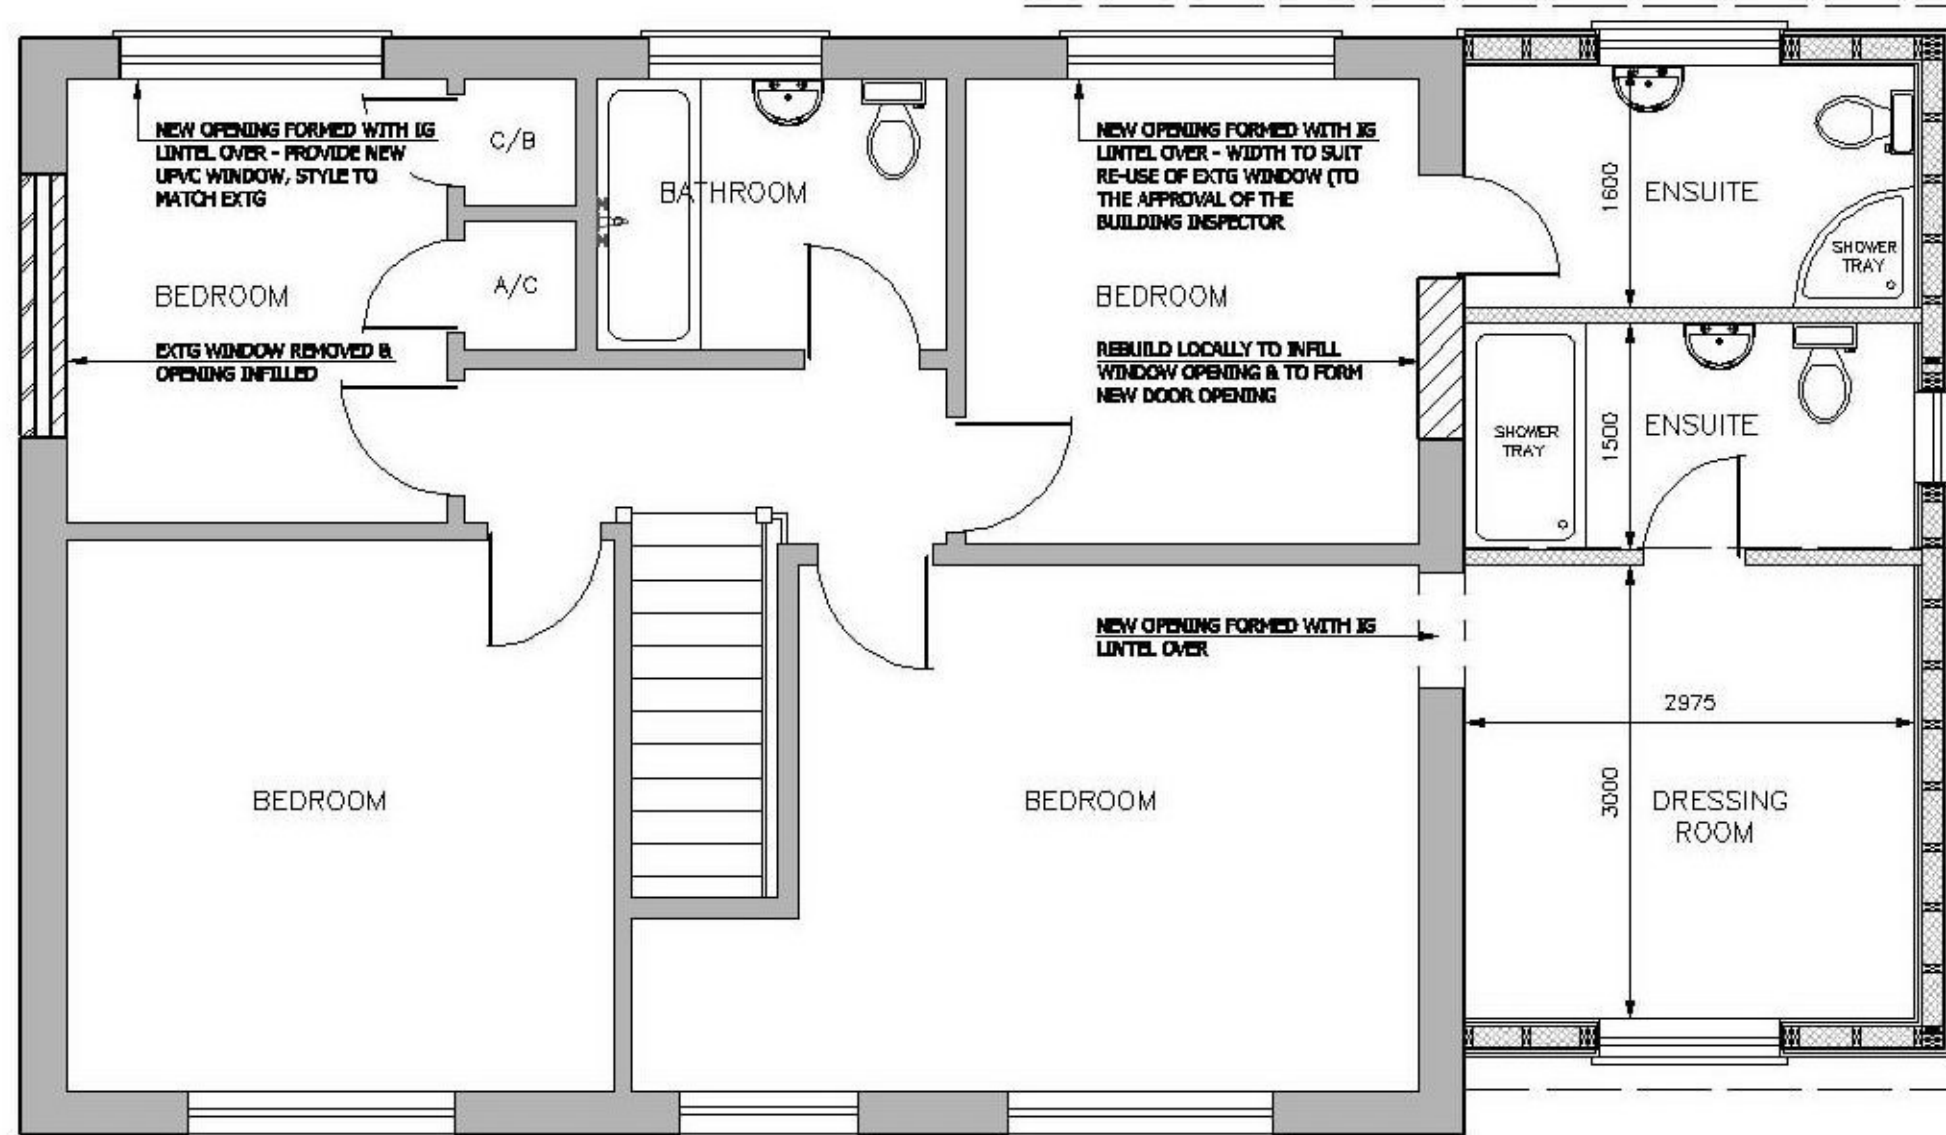 NEW OPENING FORMED WITH IG
LINTEL OVER - PROVIDE NEW
UPVC WINDOW, STYLE TO
MATCH EXTG
C/B
BATHROOM
NEW OPENING FORMED WITH IG
LINTEL OVER - WIDTH TO SUIT
RE-USE OF EXTG WINDOW (TO
THE APPROVAL OF THE
BUILDING INSPECTOR
1600
ENSUITE
SHOWER
TRAY
A/C
BEDROOM
BEDROOM
EXTG WINDOW REMOVED &
OPENING INFILLED
REBUILD LOCALLY TO INFILL
WINDOW OPENING & TO FORM
NEW DOOR OPENING
SHOWER
TRAY
1500
ENSUITE
NEW OPENING FORMED WITH IG
LINTEL OVER
2975
BEDROOM
BEDROOM
3000
DRESSING
ROOM